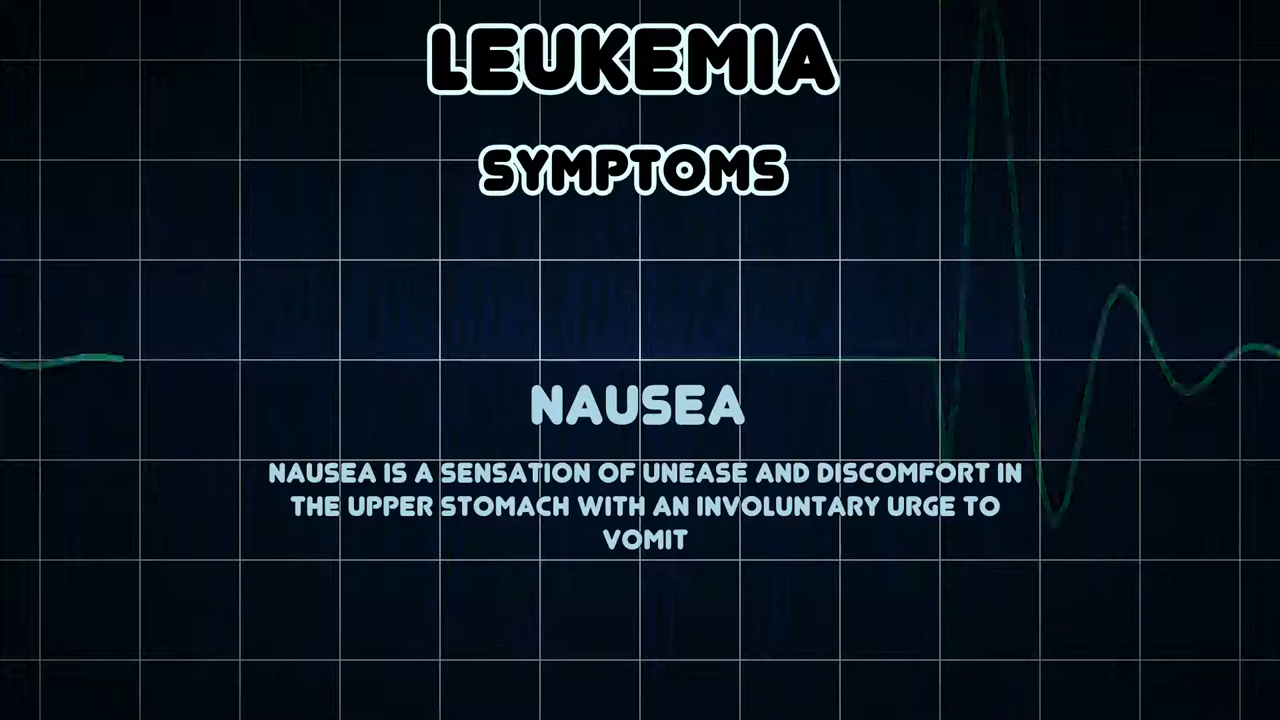 LEUKEMIA
SYMPTOMS
NAUSEA
NAUSEA IS A SENSATION OF UNEASE AND DISCOMFORT IN
THE UPPER STOMACH WITH AN INVOLUNTARY URGE TO
VOMIT